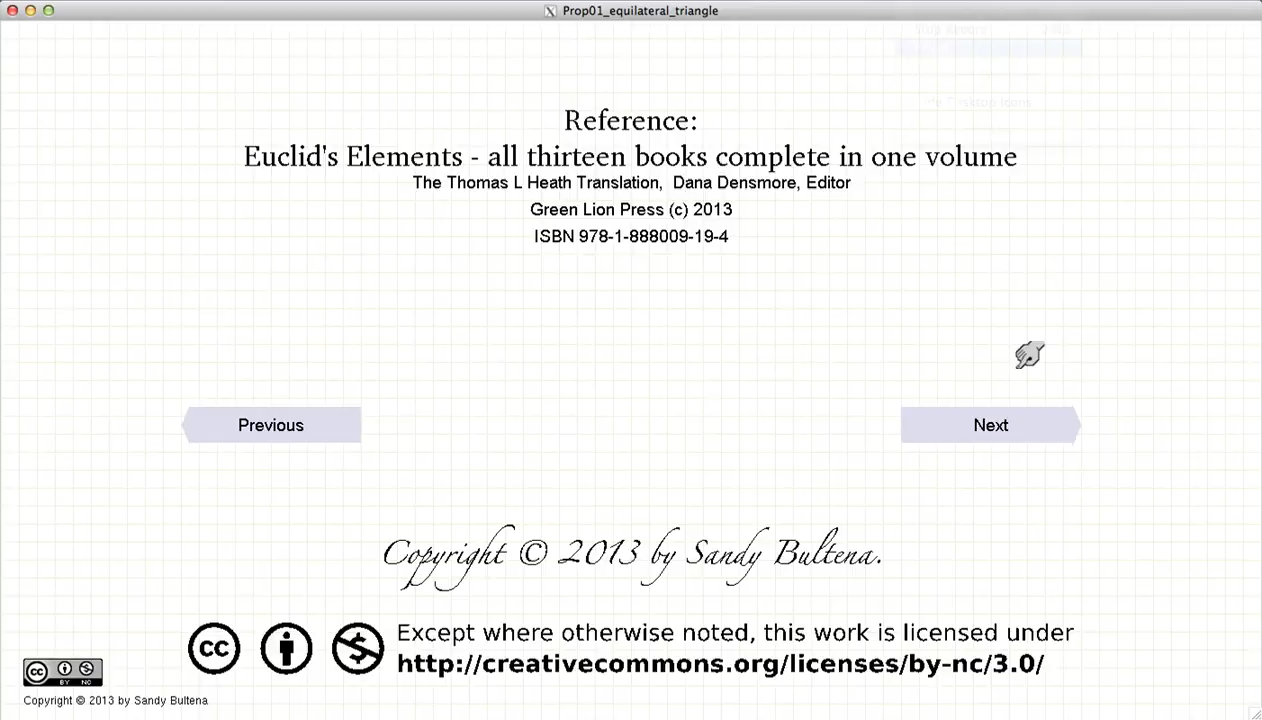 Prop01_equilateral_triangle
Reference:
Euclid's Elements - all thirteen books complete in one volume
The Thomas L Heath Translation, Dana Densmore, Editor
Green Lion Press (c) 2013
ISBN 978-1-888009-19-4
Previous
Next
Copyright © 2013 by Sandy Bultena.
Except where otherwise noted, this work is licensed under
http://creativecommons.org/licenses/by-nc/3.0/
BY NC
Copyright © 2013 by Sandy Bultena